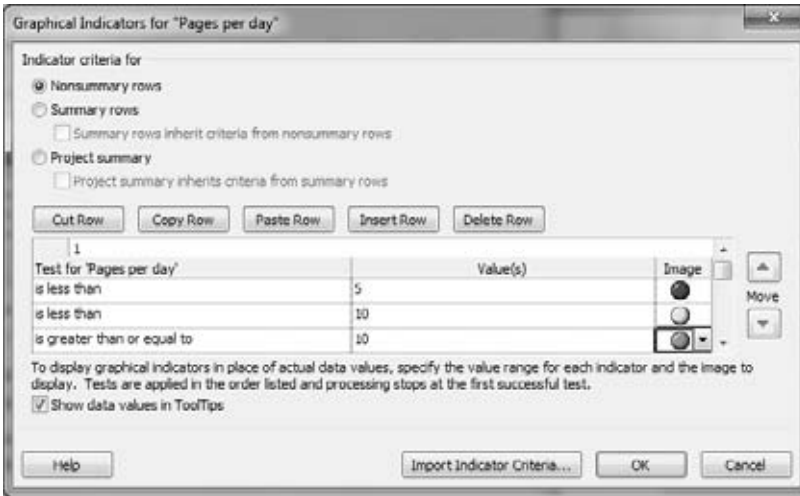 Graphical Indicators for "Pages per day"
Indicator criteria for
Nonsummary rows
Summary rows
Summary rows inherit criteria from nonsummary rows
Project summary
Project summary inherits criteria from summary rows
Cut Row Copy Row Paste Row Insert Row Delete Row
1
Test for 'Pages per day' Value(s) Image
is less than 5
Move
is less than 10
is greater than or equal to 10
To display graphical indicators in place of actual data values, specify the value range for each indicator and the image to
display. Tests are applied in the order listed and processing stops at the first successful test.
Show data values in ToolTips
Help Import Indicator Criteria... OK Cancel